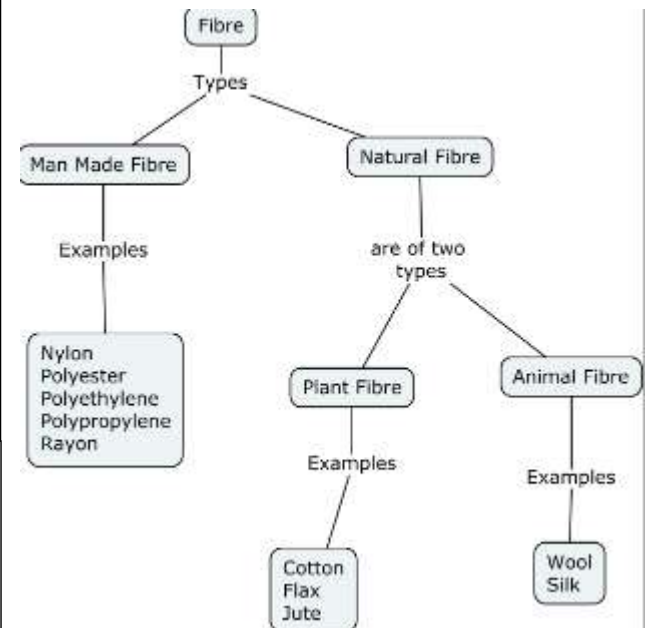 Fibre
Types
Man Made Fibre
Natural Fibre
Examples
are of two
types
Nylon
Polyester
Polyethylene
Polypropylene
Rayon
Plant Fibre
Animal Fibre
Examples
Examples
Cotton
Flax
Jute
Wool
Silk